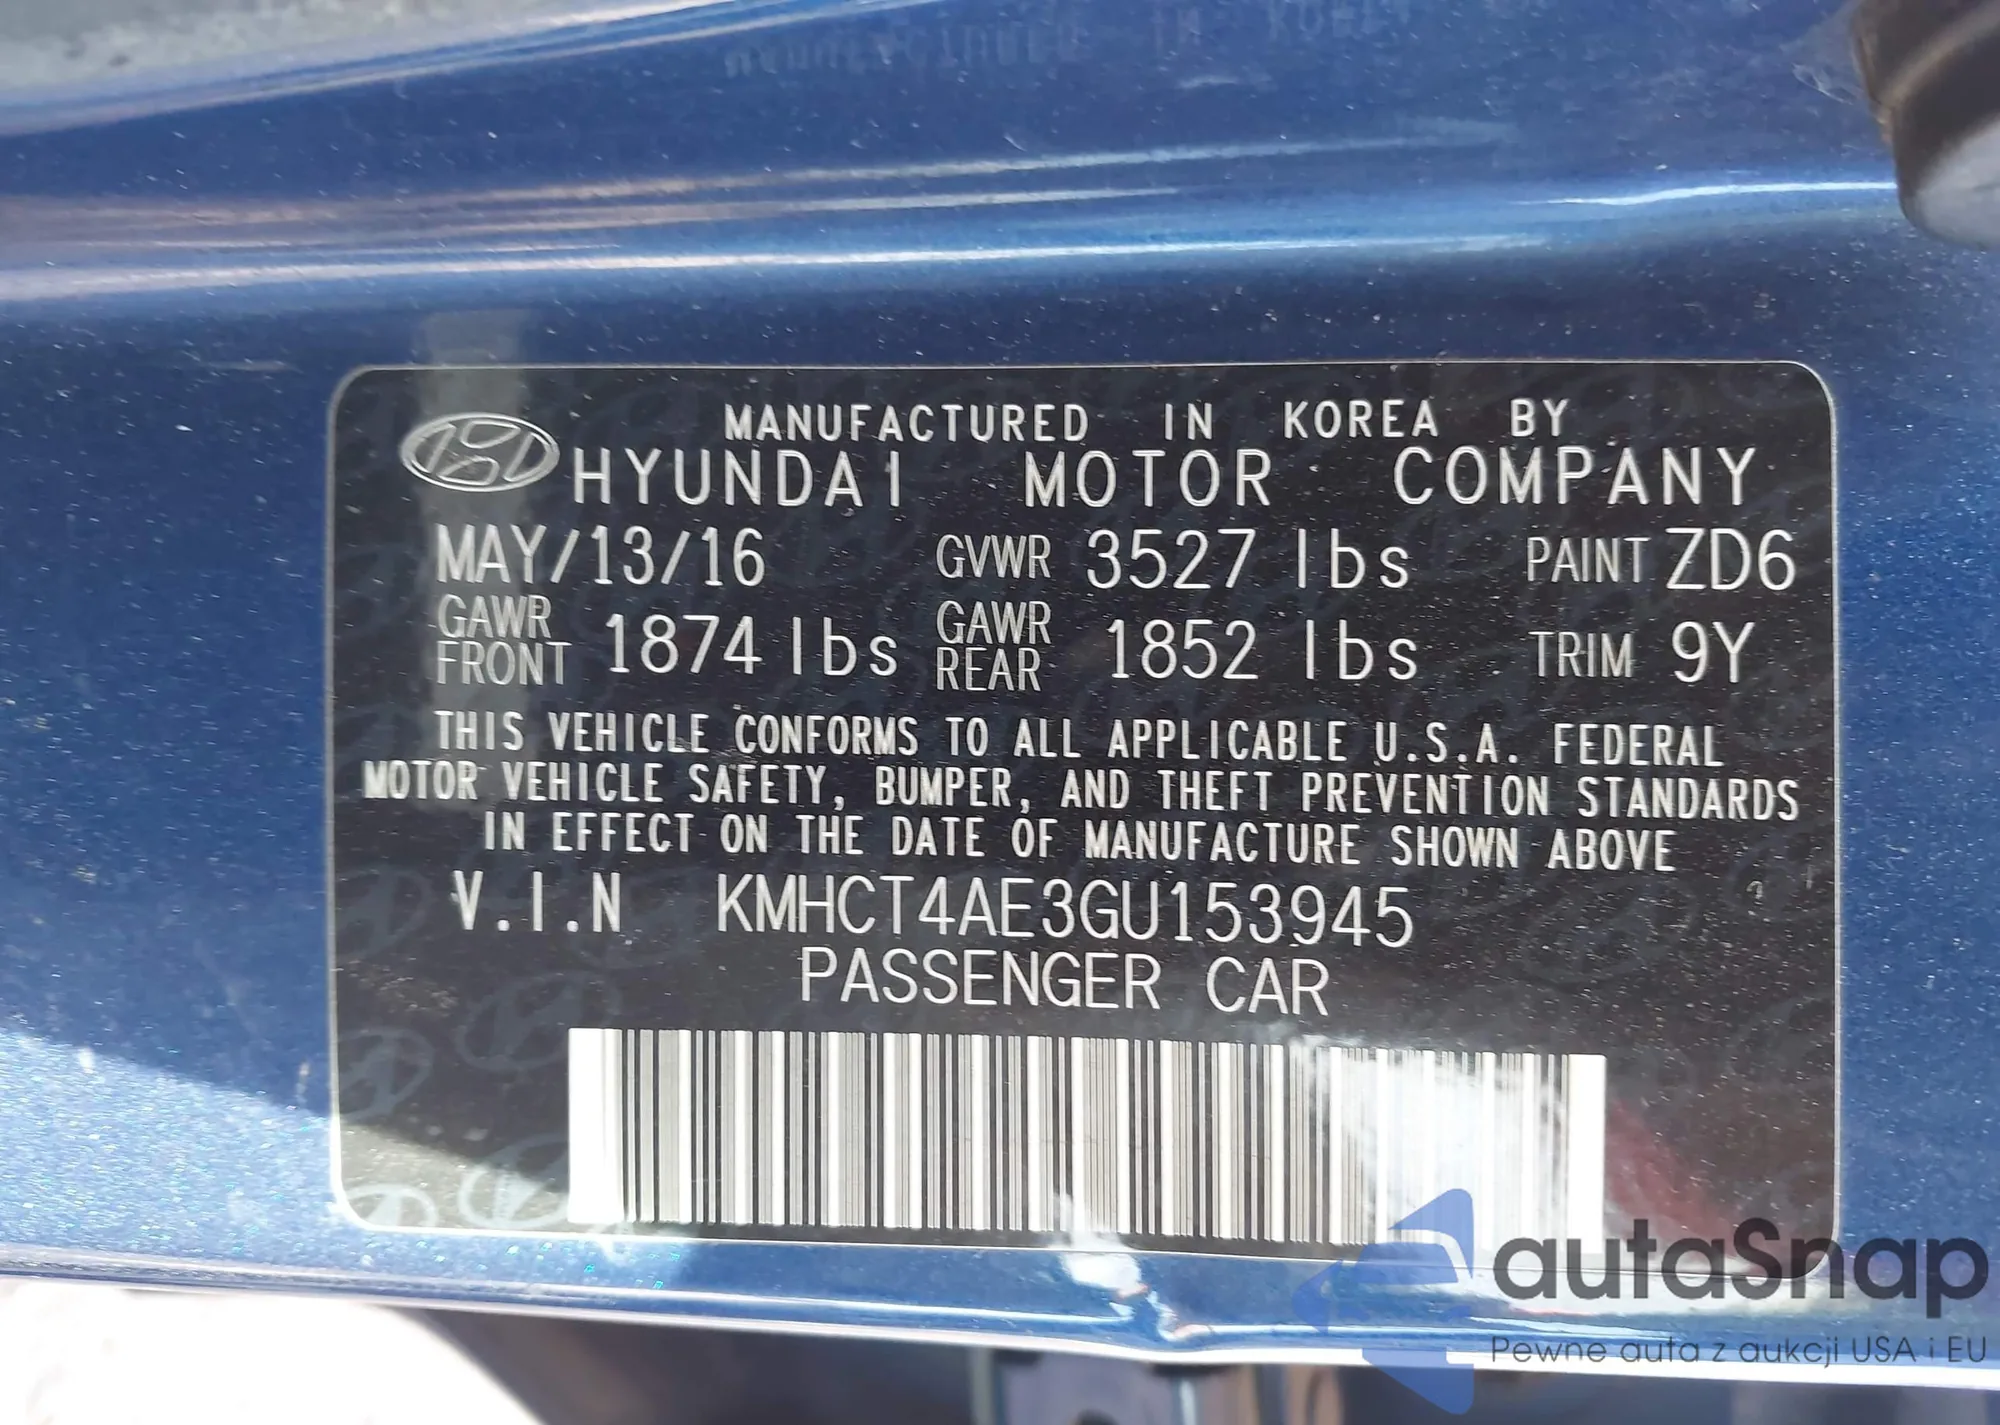 MANUFACTURED IN KOREA BY
HYUNDAI MOTOR COMPANY
MAY/13/16 GVWR 3527 lbs PAINT ZD6
GAWR FRONT 1874 lbs GAWR REAR 1852 lbs TRIM 9Y
THIS VEHICLE CONFORMS TO ALL APPLICABLE U.S.A. FEDERAL
MOTOR VEHICLE SAFETY, BUMPER, AND THEFT PREVENTION STANDARDS
IN EFFECT ON THE DATE OF MANUFACTURE SHOWN ABOVE
V.I.N KMHCT4AE3GU153945
PASSENGER CAR
autaSnap
Pewne auta z aukcji USA i EU